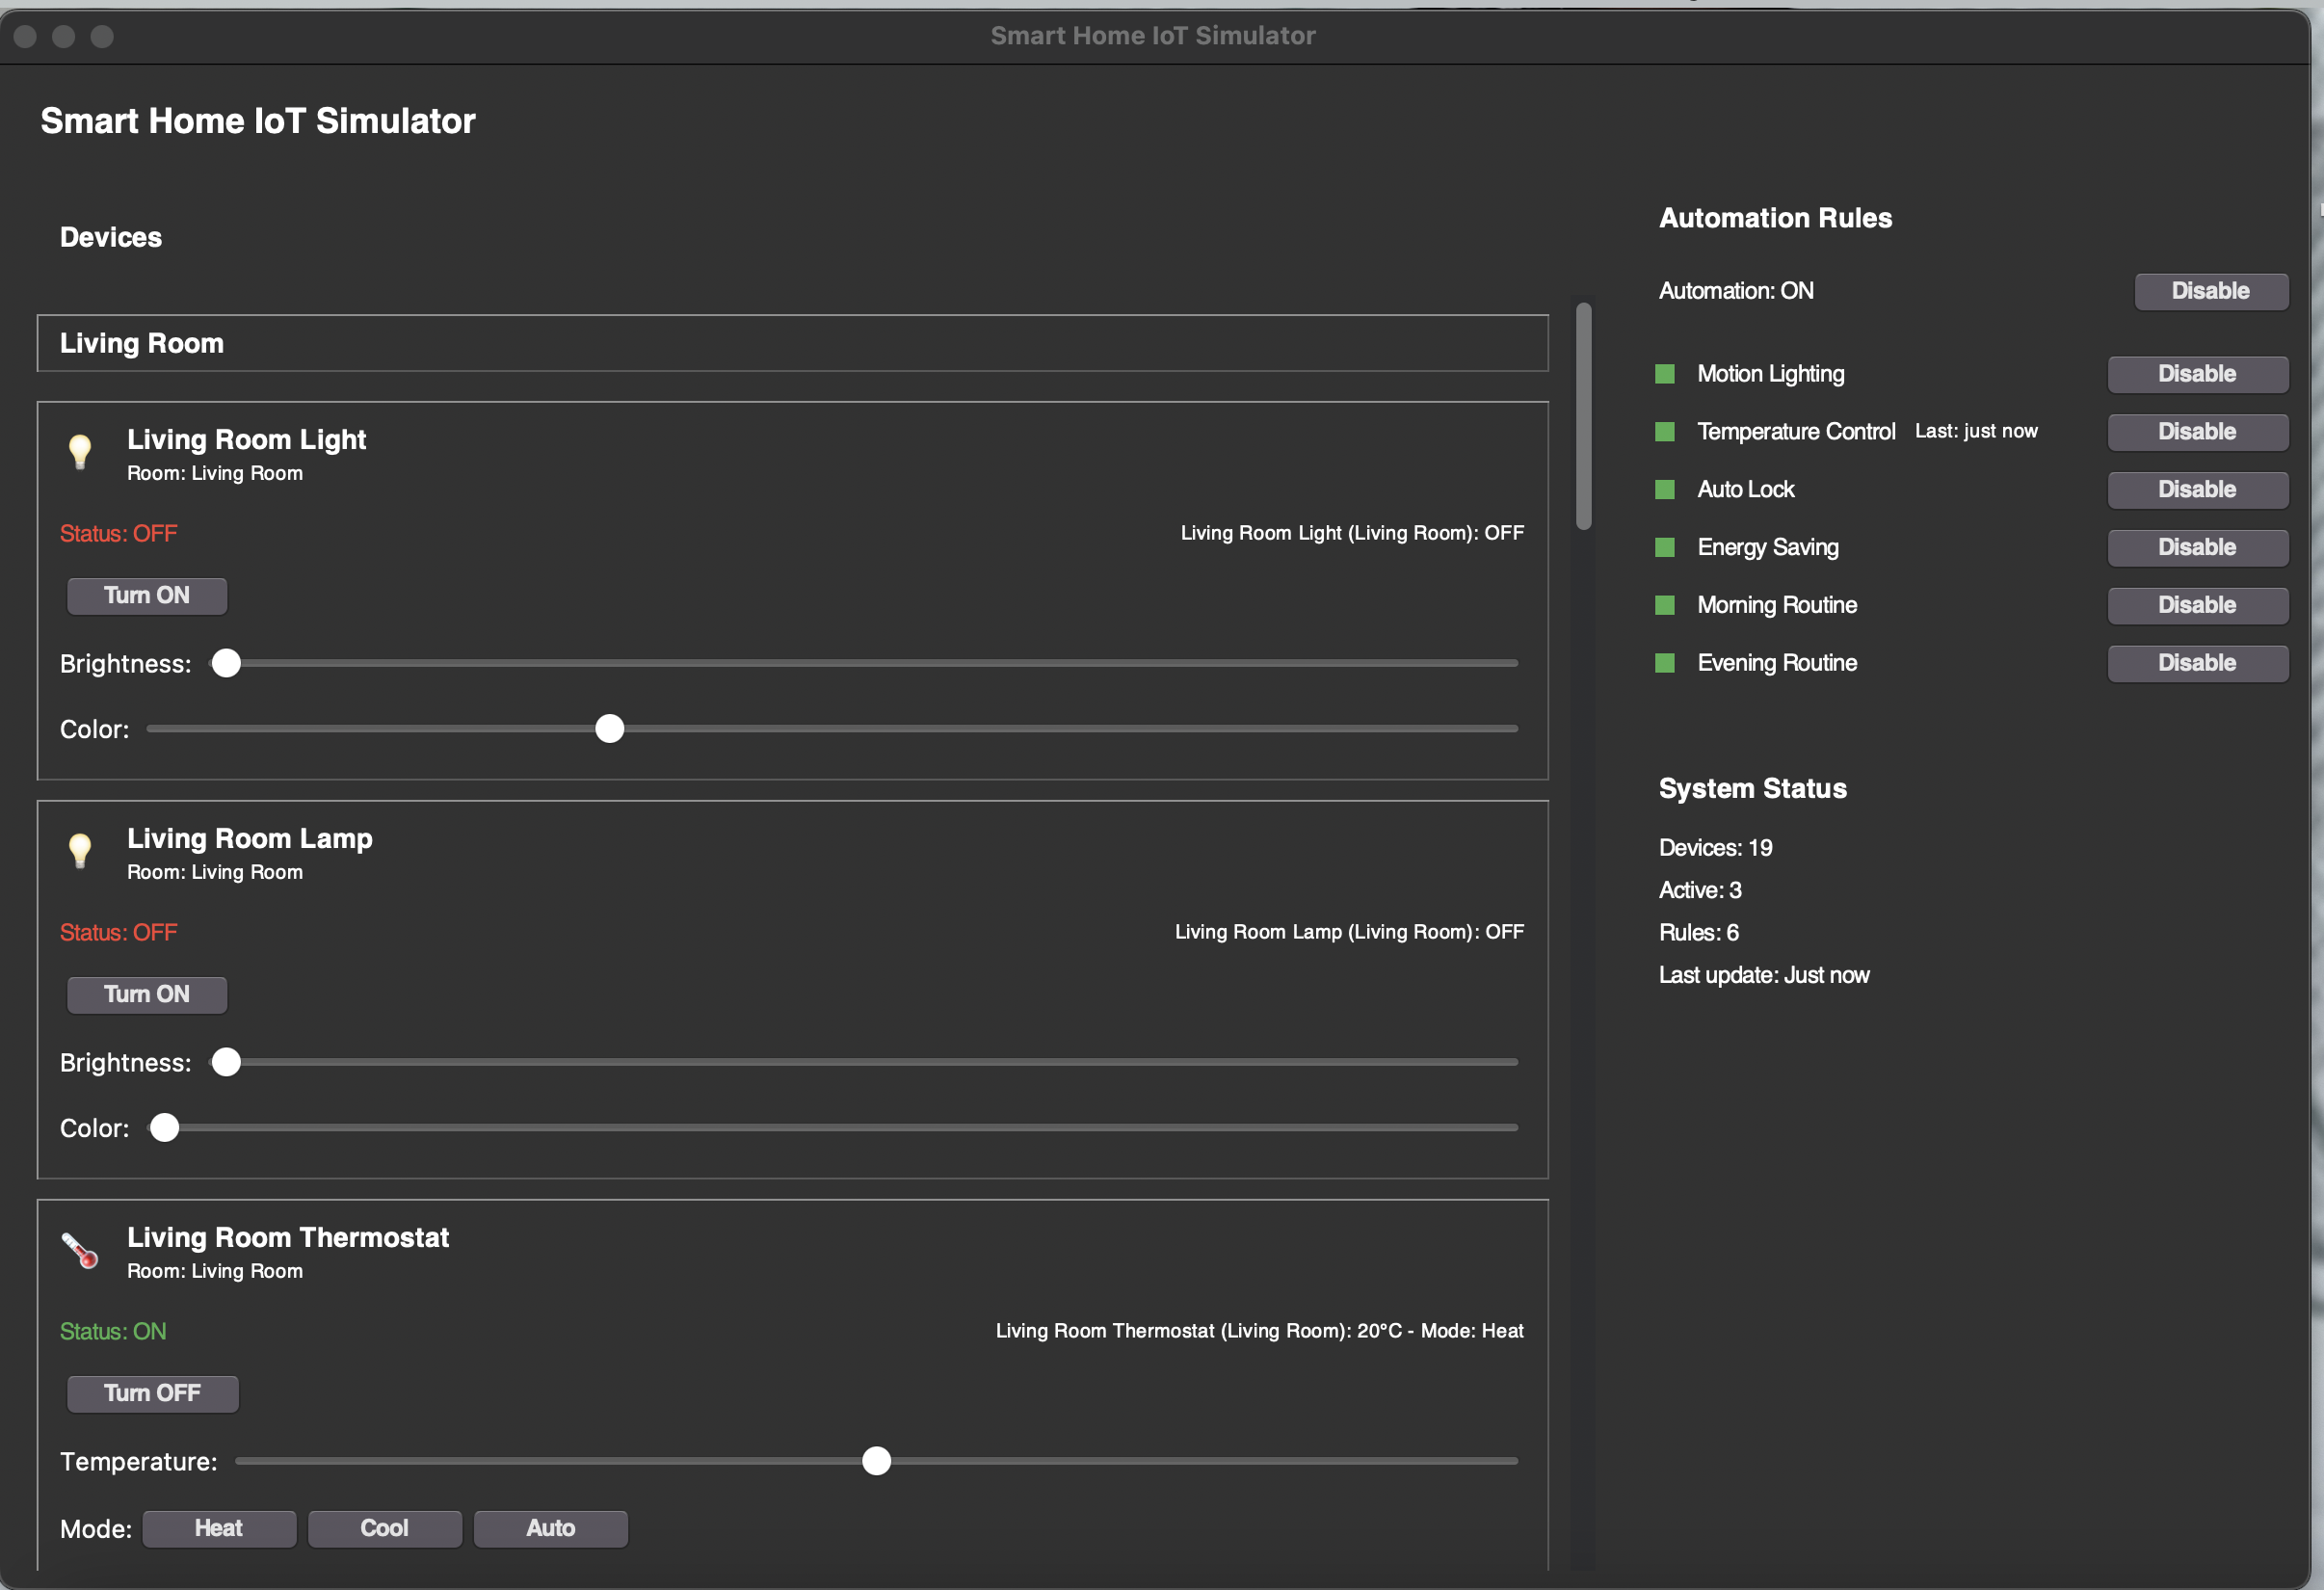 Smart Home IoT Simulator
Smart Home IoT Simulator
Devices
Living Room
Living Room Light
Room: Living Room
Status: OFF
Living Room Light (Living Room): OFF
Turn ON
Brightness:
Color:
Living Room Lamp
Room: Living Room
Status: OFF
Living Room Lamp (Living Room): OFF
Turn ON
Brightness:
Color:
Living Room Thermostat
Room: Living Room
Status: ON
Living Room Thermostat (Living Room): 20°C - Mode: Heat
Turn OFF
Temperature:
Mode: Heat Cool Auto
Automation Rules
Automation: ON Disable
Motion Lighting Disable
Temperature Control Last: just now Disable
Auto Lock Disable
Energy Saving Disable
Morning Routine Disable
Evening Routine Disable
System Status
Devices: 19
Active: 3
Rules: 6
Last update: Just now